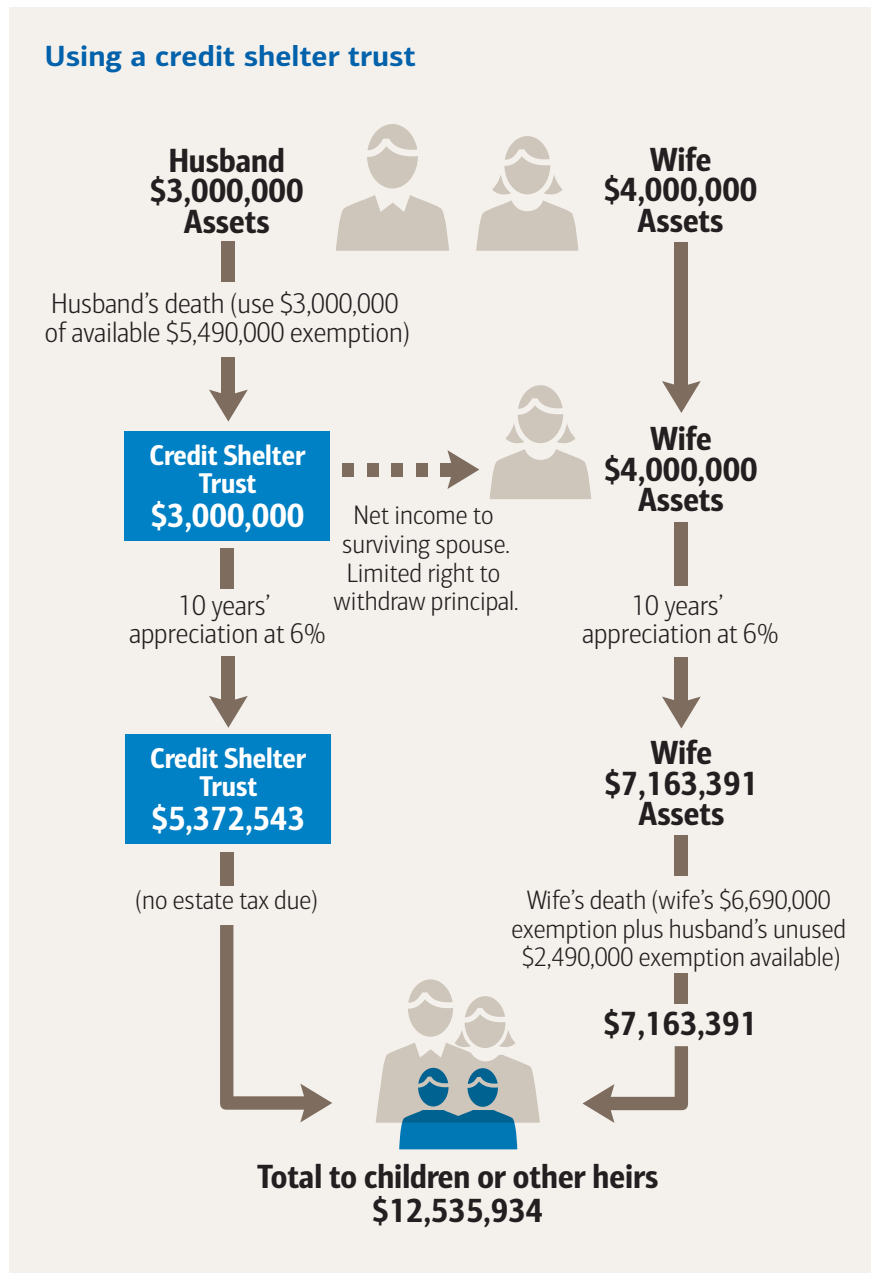 Using a credit shelter trust
Husband
$3,000,000
Assets
Wife
$4,000,000
Assets
Husband’s death (use $3,000,000
of available $5,490,000 exemption)
Credit Shelter
Trust
$3,000,000
Net income to
surviving spouse.
Limited right to
withdraw principal.
Wife
$4,000,000
Assets
10 years’
appreciation at 6%
10 years’
appreciation at 6%
Credit Shelter
Trust
$5,372,543
Wife
$7,163,391
Assets
(no estate tax due)
Wife’s death (wife’s $6,690,000
exemption plus husband’s unused
$2,490,000 exemption available)
$7,163,391
Total to children or other heirs
$12,535,934